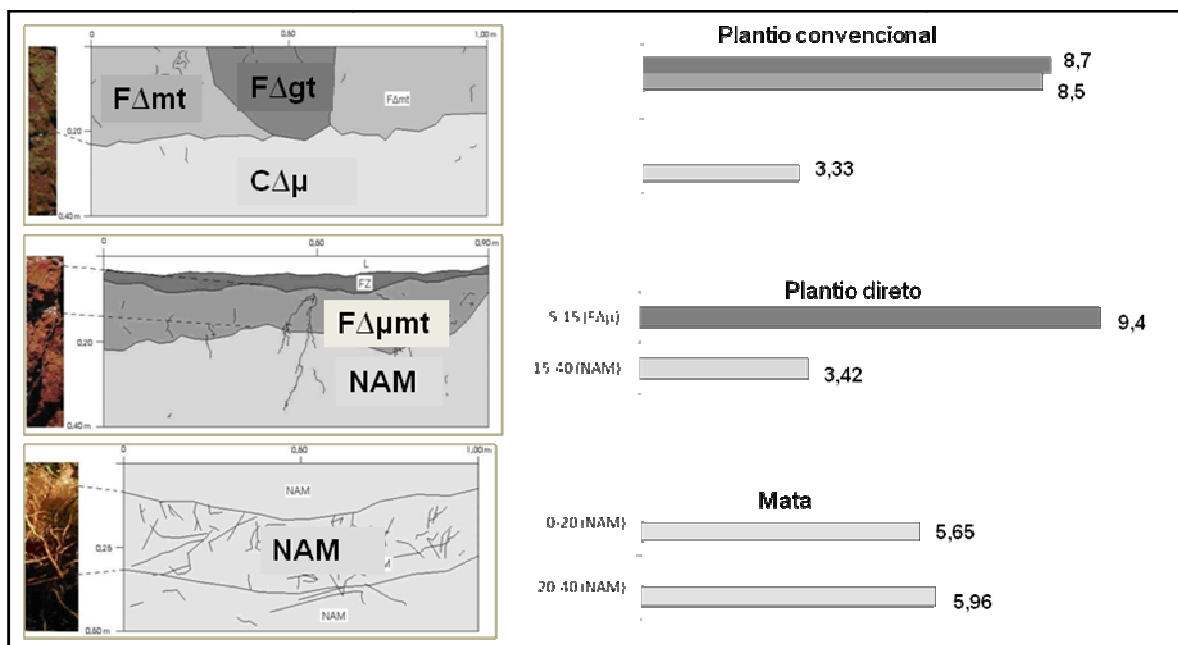 0
0,50
1,00 m
FΔmt
FΔgt
FΔmt
0,20
CΔµ
0,40 m
Plantio convencional
8,7
8,5
3,33
0
0,50
0,90 m
L
FZ
FΔµmt
0,20
NAM
0,40 m
Plantio direto
5-15 (FΔµ)
9,4
15-40 (NAM)
3,42
0
0,50
1,00 m
NAM
0,25
NAM
NAM
0,60 m
Mata
0-20 (NAM)
5,65
20-40 (NAM)
5,96